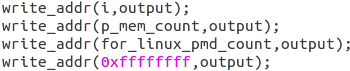 write_addr(i,output);
write_addr(p_mem_count,output);
write_addr(for_linux_pmd_count,output);
write_addr(0xffffffff,output);